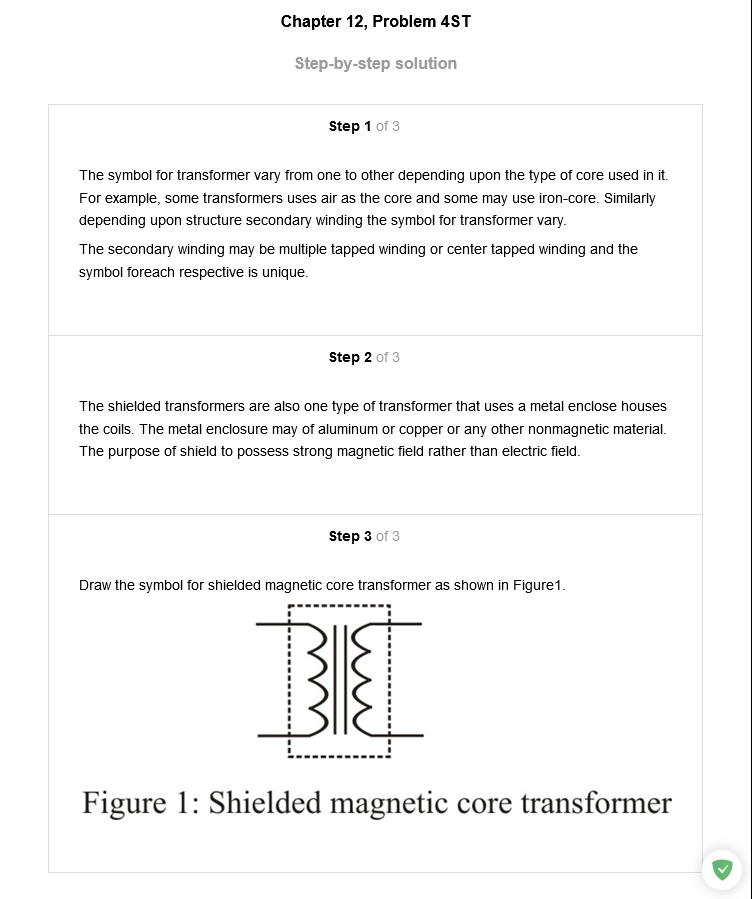 Chapter 12, Problem 4ST
Step-by-step solution
Step 1 of 3
The symbol for transformer vary from one to other depending upon the type of core used in it.
For example, some transformers uses air as the core and some may use iron-core. Similarly
depending upon structure secondary winding the symbol for transformer vary.
The secondary winding may be multiple tapped winding or center tapped winding and the
symbol foreach respective is unique.
Step 2 of 3
The shielded transformers are also one type of transformer that uses a metal enclose houses
the coils. The metal enclosure may of aluminum or copper or any other nonmagnetic material.
The purpose of shield to possess strong magnetic field rather than electric field.
Step 3 of 3
Draw the symbol for shielded magnetic core transformer as shown in Figure1.
Figure 1: Shielded magnetic core transformer